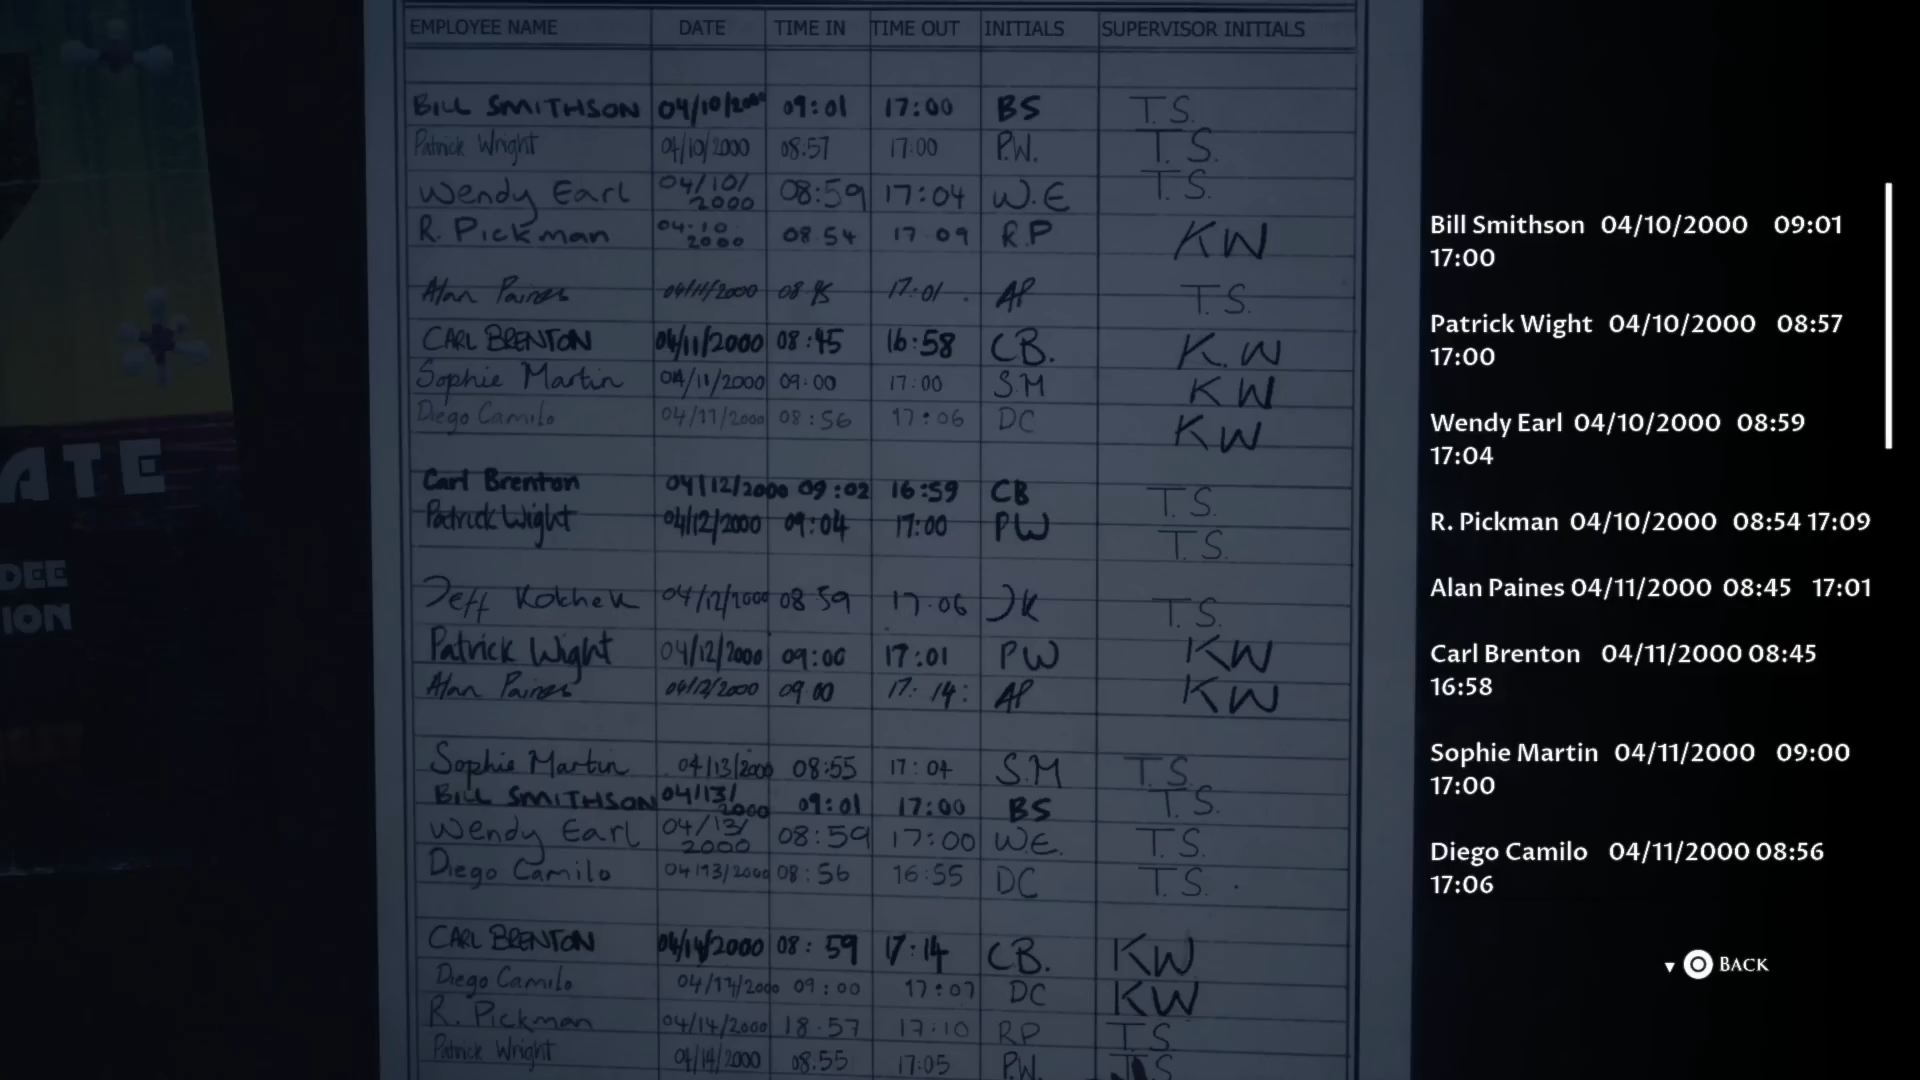 EMPLOYEE NAME DATE TIME IN TIME OUT INITIALS SUPERVISOR INITIALS
BILL SMITHSON 04/10/2000 09:01 17:00 BS T.S.
Patrick Wright 04/10/2000 08:57 17:00 P.W. T.S.
Wendy Earl 04/10/2000 08:59 17:04 W.E T.S.
R. Pickman 04.10.2000 08 54 17 09 R.P KW
Alan Paines 04/11/2000 08 45 17:01 AP T.S.
CARL BRENTON 04/11/2000 08:45 16:58 CB. K.W
Sophie Martin 04/11/2000 09:00 17:00 S.M KW
Diego Camilo 04/11/2000 08:56 17:06 DC KW
Carl Brenton 04/12/2000 09:02 16:59 CB T.S.
Patrick Wight 04/12/2000 09:04 17:00 PW T.S.
Jeff Kokhek 04/12/2000 08 59 17.06 JK T.S.
Patrick Wight 04/12/2000 09:00 17:01 PW KW
Alan Paines 04/12/2000 09.00 17:14: AP KW
Sophie Martin 04/13/2000 08:55 17:04 S.M T.S.
BILL SMITHSON 04/13/2000 09:01 17:00 BS T.S.
Wendy Earl 04/13/2000 08:59 17:00 W.E. T.S.
Diego Camilo 04/13/2000 08:56 16:55 DC T.S.
CARL BRENTON 04/14/2000 08:59 17:14 CB. KW
Diego Camilo 09:00 17:07 DC KW
R. Pickman 04/14/2000 18.57 17:10 RP T.S.
Patrick Wright 04/14/2000 08.55 17:05 P.W.
ATE
DEE
ION
Bill Smithson 04/10/2000 09:01
17:00
Patrick Wight 04/10/2000 08:57
17:00
Wendy Earl 04/10/2000 08:59
17:04
R. Pickman 04/10/2000 08:54 17:09
Alan Paines 04/11/2000 08:45 17:01
Carl Brenton 04/11/2000 08:45
16:58
Sophie Martin 04/11/2000 09:00
17:00
Diego Camilo 04/11/2000 08:56
17:06
BACK